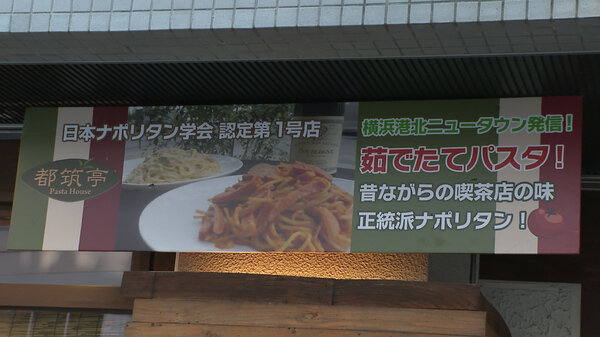 日本ナポリタン学会 認定第1号店
都筑亭
Pasta House
横浜港北ニュータウン発信!
茹でたてパスタ!
昔ながらの喫茶店の味
正統派ナポリタン!